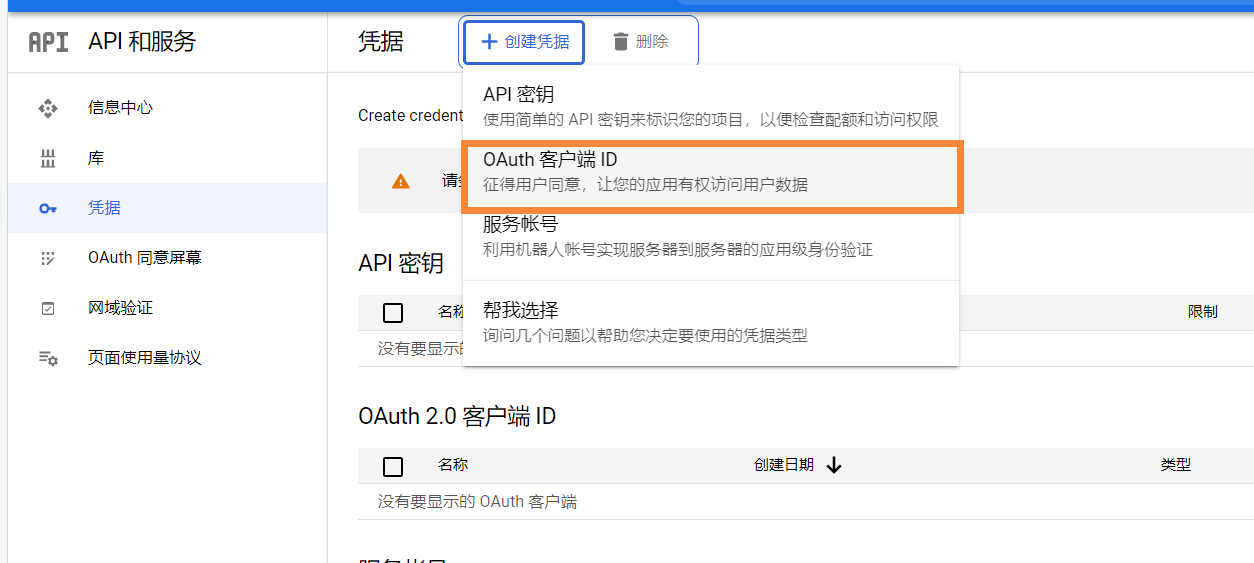 API API 和服务
凭据
创建凭据
删除
信息中心
库
凭据
OAuth 同意屏幕
网域验证
页面使用量协议
Create credent
API 密钥
使用简单的 API 密钥来标识您的项目，以便检查配额和访问权限
请
OAuth 客户端 ID
征得用户同意，让您的应用有权访问用户数据
服务帐号
利用机器人帐号实现服务器到服务器的应用级身份验证
帮我选择
询问几个问题以帮助您决定要使用的凭据类型
API 密钥
名称
限制
没有要显示的
OAuth 2.0 客户端 ID
名称
创建日期
类型
没有要显示的 OAuth 客户端